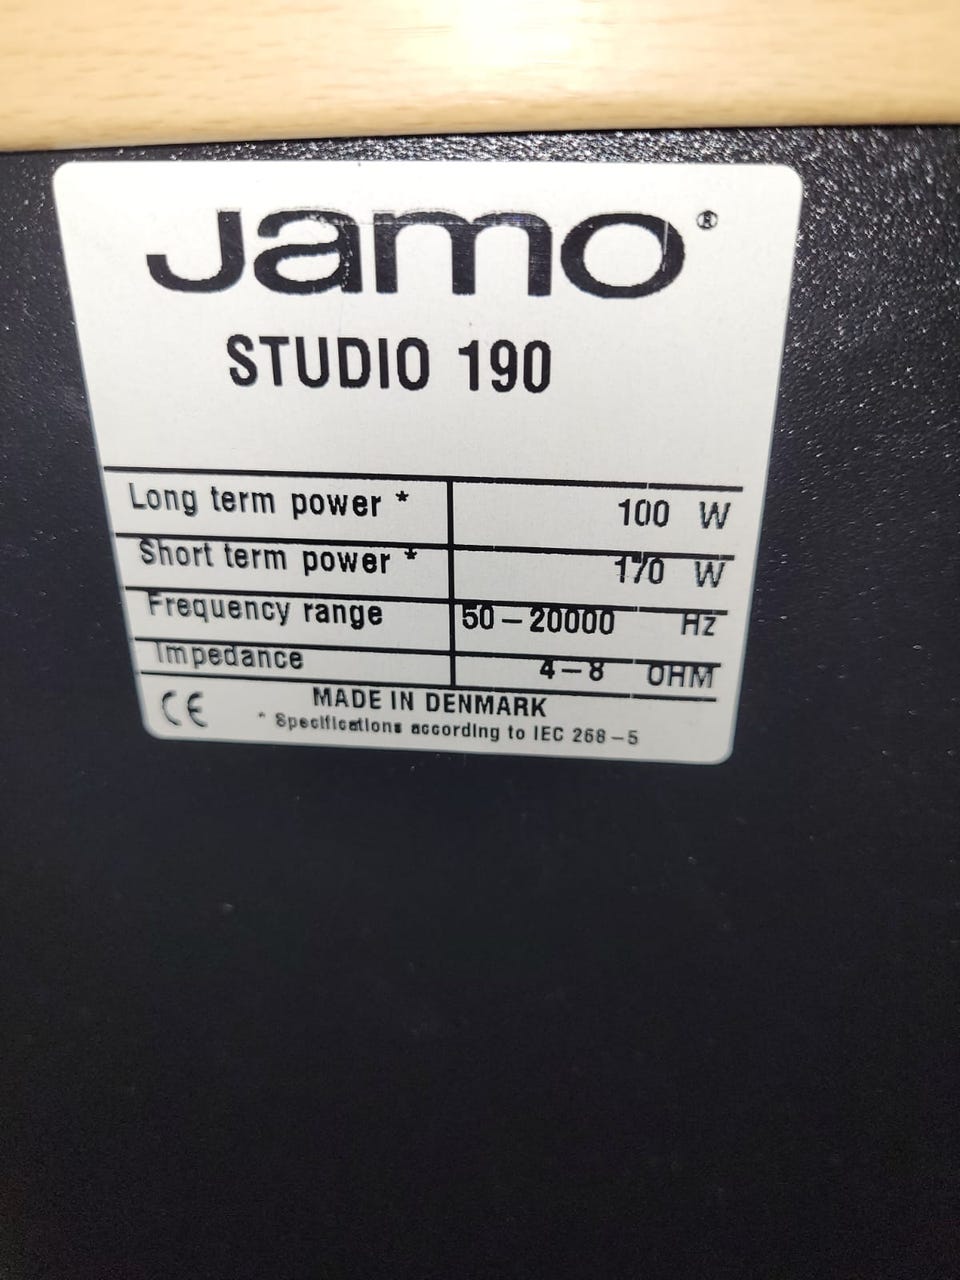 Jamo®
STUDIO 190
Long term power * 100 W
Short term power * 170 W
Frequency range 50-20000 Hz
Impedance 4-8 OHM
MADE IN DENMARK
CE * Specifications according to IEC 268-5